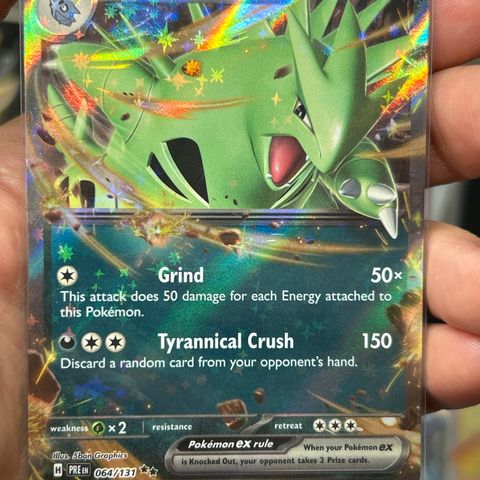 Grind 50×
This attack does 50 damage for each Energy attached to
this Pokémon.
Tyrannical Crush 150
Discard a random card from your opponent's hand.
weakness ×2 resistance retreat
Illus. 5ban Graphics
Pokémon ex rule When your Pokémon ex
is Knocked Out, your opponent takes 2 Prize cards.
H PRE EN 064/131